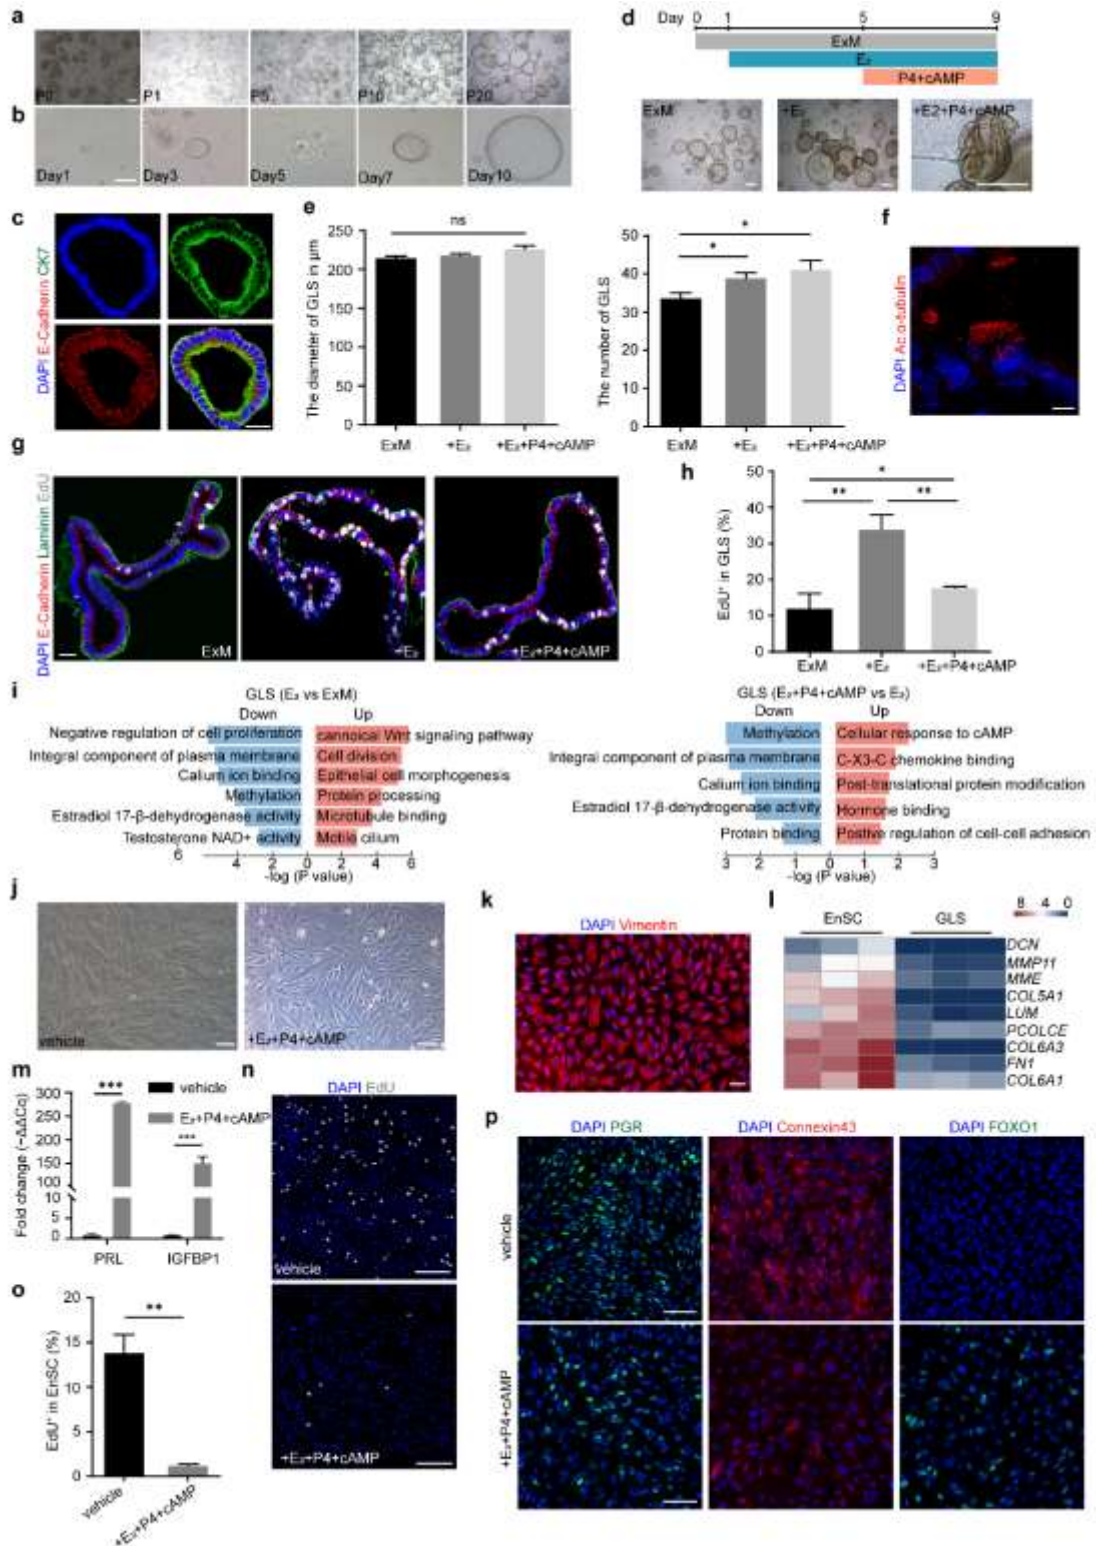 a
P0 P1 P5 P10 P20
b
Day1 Day3 Day5 Day7 Day10
c
DAPI E-Cadherin CK7
d
Day 0 1 5 9
ExM
E₂
P4+cAMP
ExM +E₂ +E2+P4+cAMP
e
The diameter of GLS in μm
250
200
150
100
50
0
ns
ExM +E₂ +E₂+P4+cAMP
The number of GLS
50
40
30
20
10
0
*
*
ExM +E₂ +E₂+P4+cAMP
f
DAPI Ac.α-tubulin
g
DAPI E-Cadherin Laminin EdU
ExM +E₂ +E₂+P4+cAMP
h
EdU⁺ in GLS (%)
50
40
30
20
10
0
*
** **
ExM +E₂ +E₂+P4+cAMP
i
GLS (E₂ vs ExM)
Down Up
Negative regulation of cell proliferation cannoical Wnt signaling pathway
Integral component of plasma membrane Cell division
Calium ion binding Epithelial cell morphogenesis
Methylation Protein processing
Estradiol 17-β-dehydrogenase activity Microtubule binding
Testosterone NAD+ activity Motile cilium
6 4 2 0 2 4 6
-log (P value)
GLS (E₂+P4+cAMP vs E₂)
Down Up
Methylation Cellular response to cAMP
Integral component of plasma membrane C-X3-C chemokine binding
Calium ion binding Post-translational protein modification
Estradiol 17-β-dehydrogenase activity Hormone binding
Protein binding Postive regulation of cell-cell adhesion
3 2 1 0 1 2 3
-log (P value)
j
vehicle +E₂+P4+cAMP
k
DAPI Vimentin
l
8 4 0
EnSC GLS
DCN
MMP11
MME
COL5A1
LUM
PCOLCE
COL6A3
FN1
COL6A1
m
Fold change (−ΔΔCq)
300
250
200
150
100
10
5
0
***
***
vehicle
E₂+P4+cAMP
PRL IGFBP1
n
DAPI EdU
vehicle
+E₂+P4+cAMP
o
EdU⁺ in EnSC (%)
20
15
10
5
0
**
vehicle +E₂+P4+cAMP
p
DAPI PGR DAPI Connexin43 DAPI FOXO1
vehicle
+E₂+P4+cAMP